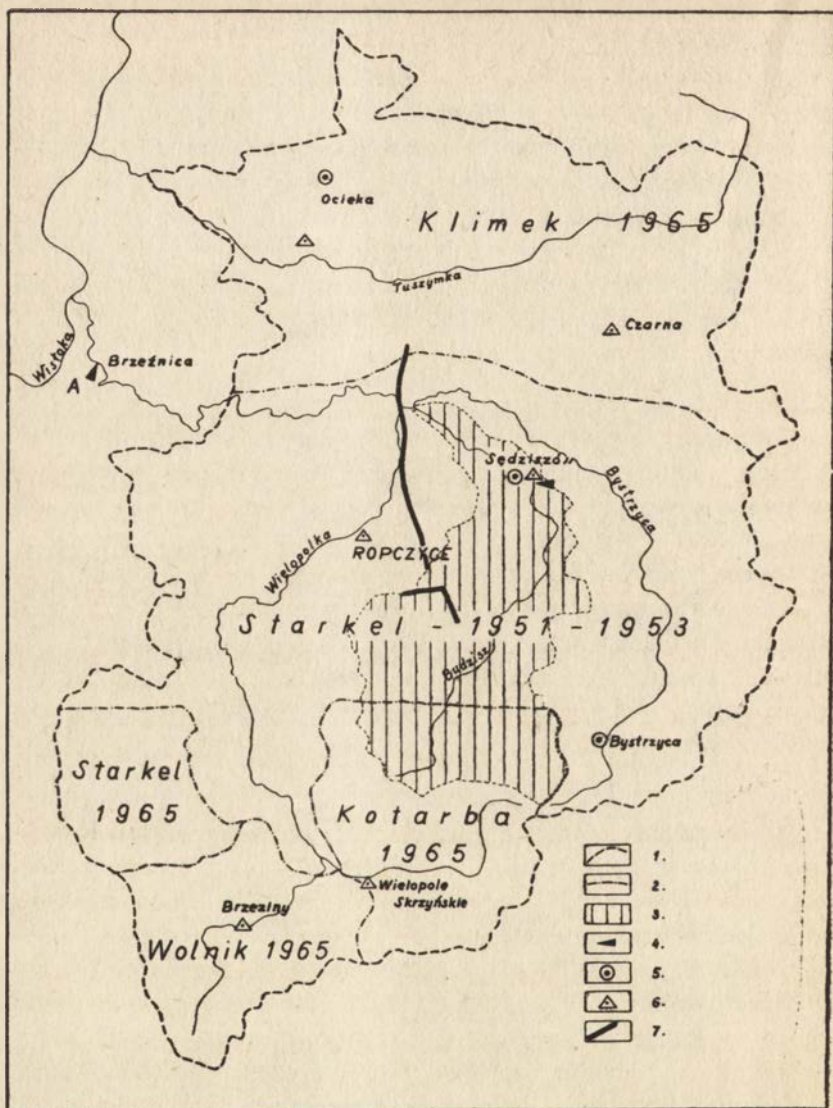 Ocieka
Klimek 1965
Tuszymka
Czarna
Wisłoka
Brzeźnica
A
Sędziszów
Bystrzyca
Wielopolka
ROPCZYCE
Starkel - 1951 - 1953
Budzisz
Bystrzyca
Starkel
1965
Kotarba
1965
Wielopole
Skrzyńskie
Brzeziny
Wolnik 1965
1.
2.
3.
4.
5.
6.
7.